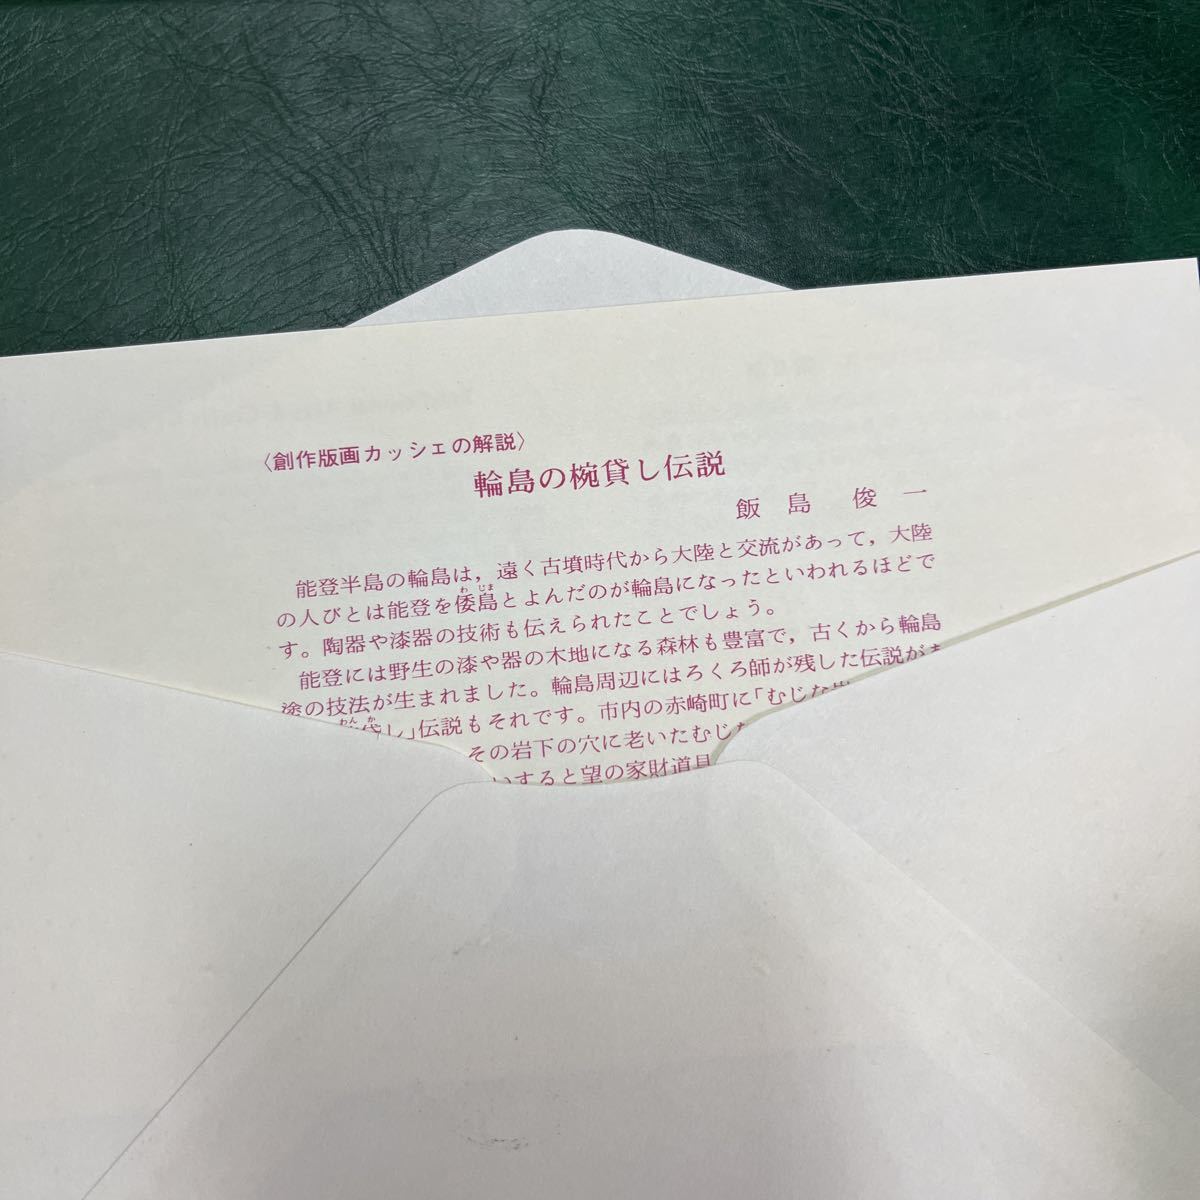 〈創作版画カッシェの解説〉
輪島の椀貸し伝説
飯島 俊一
能登半島の輪島は，遠く古墳時代から大陸と交流があって，大陸
の人びとは能登を倭島とよんだのが輪島になったといわれるほどで
わじま
す。陶器や漆器の技術も伝えられたことでしょう。
能登には野生の漆や器の木地になる森林も豊富で，古くから輪島
塗の技法が生まれました。輪島周辺にはろくろ師が残した伝説がま
貸し」伝説もそれです。市内の赤崎町に「むじな
その岩下の穴に老いたむじな
いすると望の家財道具